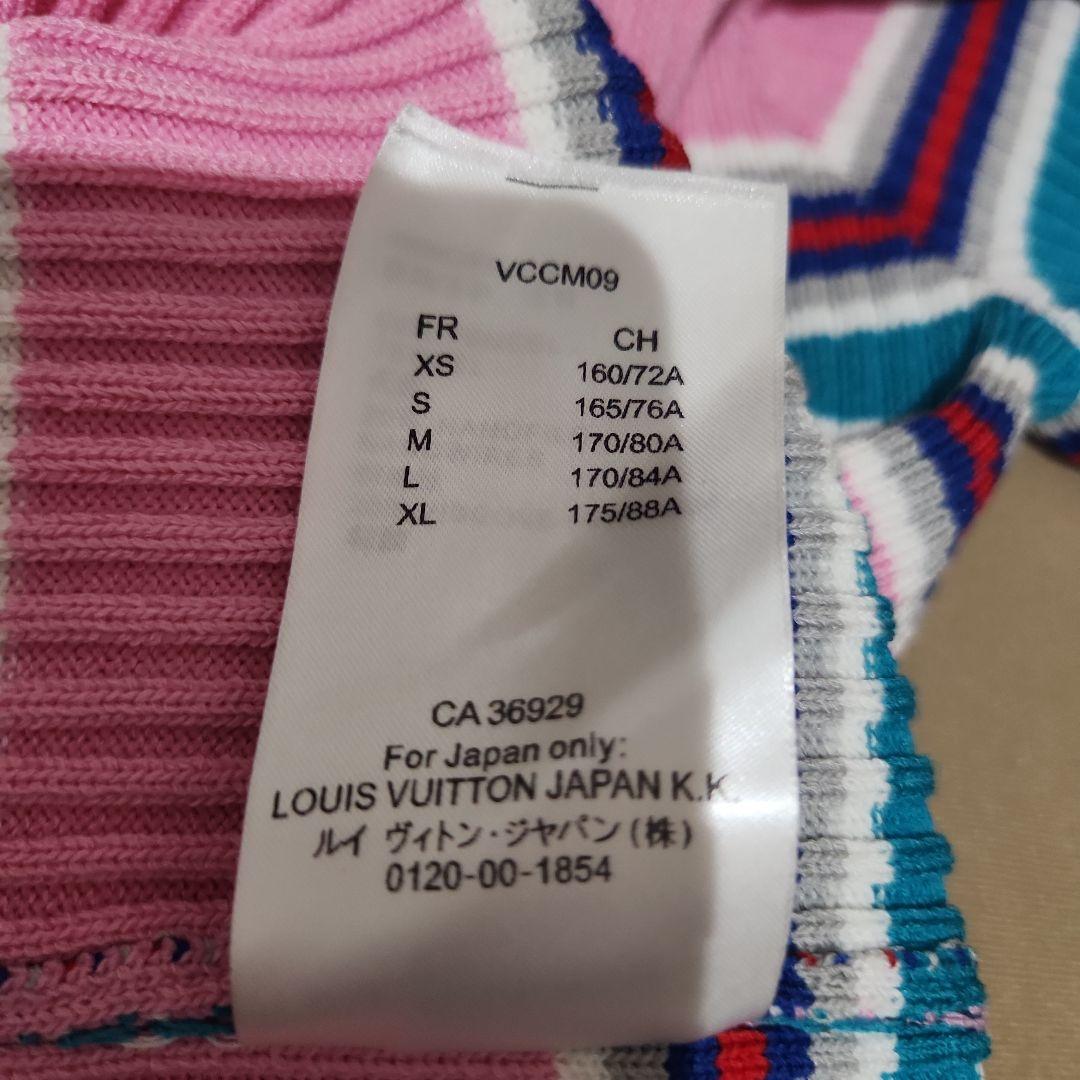 VCCM09
FR CH
XS 160/72A
S 165/76A
M 170/80A
L 170/84A
XL 175/88A
CA 36929
For Japan only:
LOUIS VUITTON JAPAN K.K.
ルイ ヴィトン・ジャパン(株)
0120-00-1854